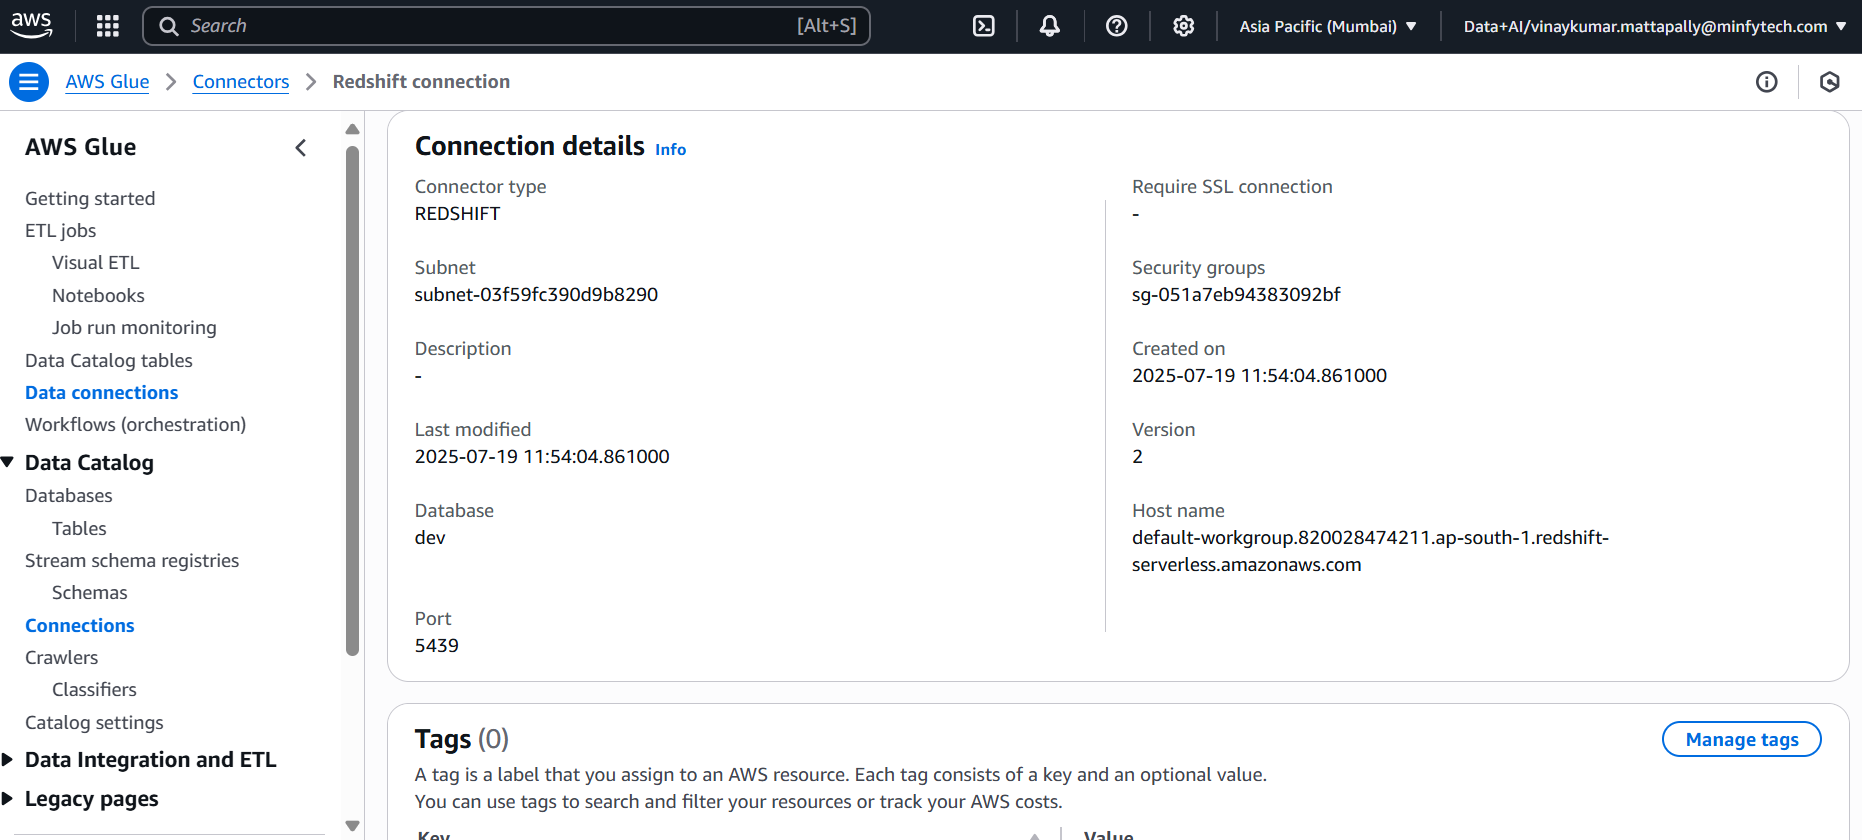 aws
Search
[Alt+S]
Asia Pacific (Mumbai)
Data+AI/vinaykumar.mattapally@minfytech.com
AWS Glue
Connectors
Redshift connection
AWS Glue
Getting started
ETL jobs
Visual ETL
Notebooks
Job run monitoring
Data Catalog tables
Data connections
Workflows (orchestration)
Data Catalog
Databases
Tables
Stream schema registries
Schemas
Connections
Crawlers
Classifiers
Catalog settings
Data Integration and ETL
Legacy pages
Connection details Info
Connector type
REDSHIFT
Require SSL connection
-
Subnet
subnet-03f59fc390d9b8290
Security groups
sg-051a7eb94383092bf
Description
-
Created on
2025-07-19 11:54:04.861000
Last modified
2025-07-19 11:54:04.861000
Version
2
Database
dev
Host name
default-workgroup.820028474211.ap-south-1.redshift-
serverless.amazonaws.com
Port
5439
Tags (0)
Manage tags
A tag is a label that you assign to an AWS resource. Each tag consists of a key and an optional value.
You can use tags to search and filter your resources or track your AWS costs.
Key
Value